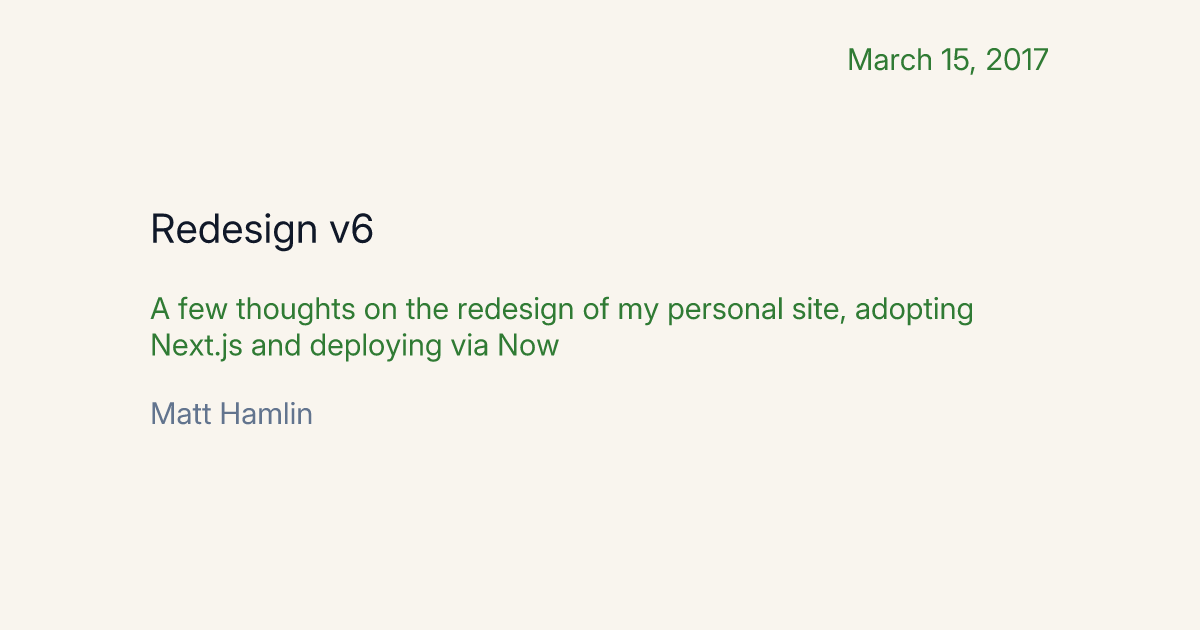 March 15, 2017
Redesign v6
A few thoughts on the redesign of my personal site, adopting
Next.js and deploying via Now
Matt Hamlin